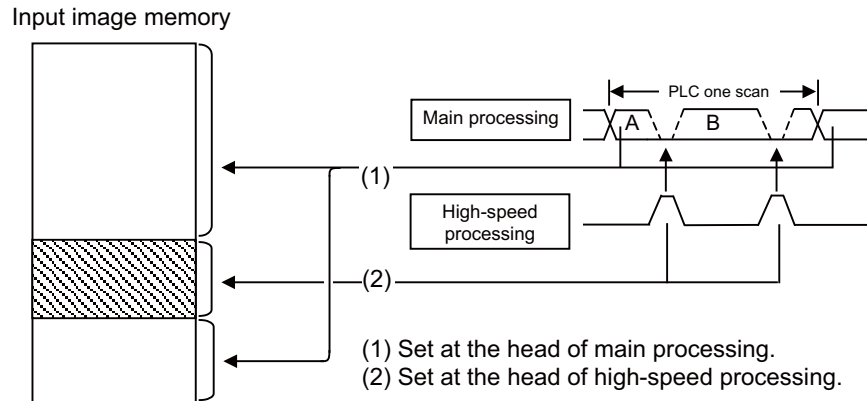 Input image memory
PLC one scan
Main processing
A
B
(1)
High-speed
processing
(2)
(1) Set at the head of main processing.
(2) Set at the head of high-speed processing.